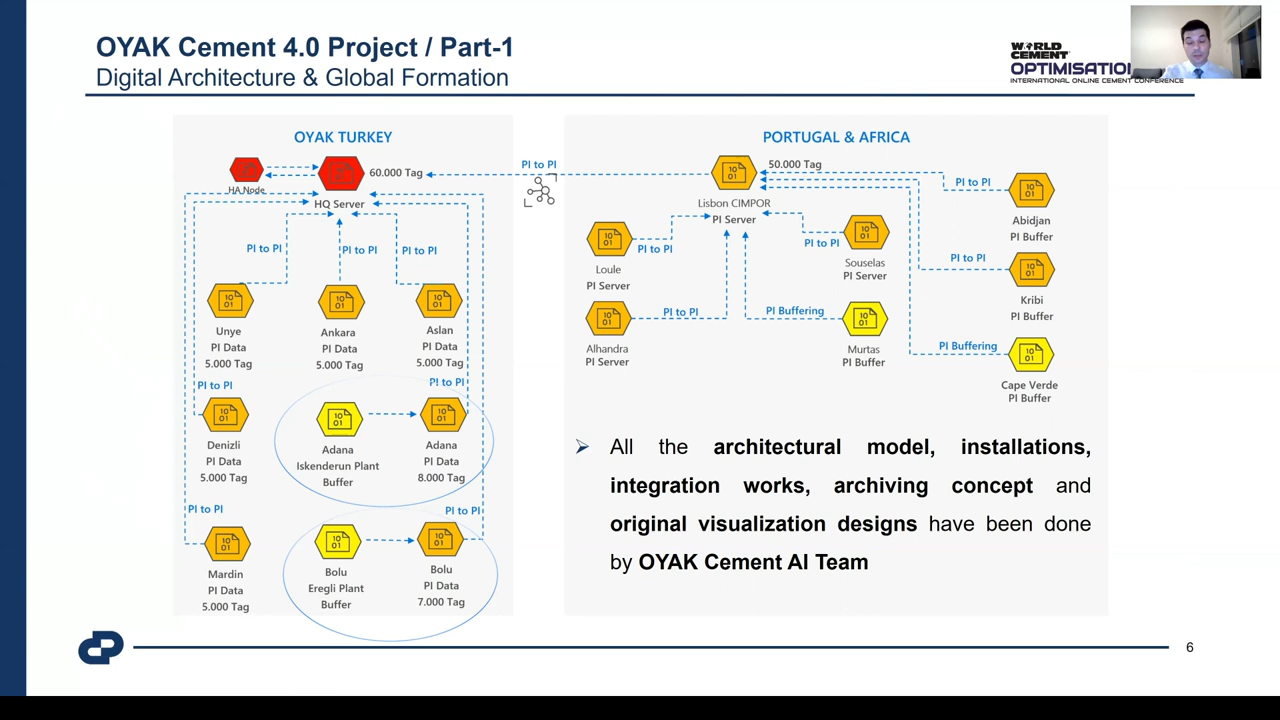 OYAK Cement 4.0 Project / Part-1
Digital Architecture & Global Formation
WORLD
CEMENT
OPTIMISATIO
INTERNATIONAL ONLINE CEMENT CONFERENCE
OYAK TURKEY
HA Node
60.000 Tag
HQ Server
PI to PI
PI to PI
PI to PI
PI to PI
Unye
PI Data
5.000 Tag
Ankara
PI Data
5.000 Tag
Aslan
PI Data
5.000 Tag
PI to PI
PI to PI
Denizli
PI Data
5.000 Tag
Adana
Iskenderun Plant
Buffer
Adana
PI Data
8.000 Tag
PI to PI
PI to PI
Mardin
PI Data
5.000 Tag
Bolu
Eregli Plant
Buffer
Bolu
PI Data
7.000 Tag
PORTUGAL & AFRICA
50.000 Tag
Lisbon CIMPOR
PI Server
PI to PI
Abidjan
PI Buffer
PI to PI
Loule
PI Server
PI to PI
Souselas
PI Server
PI to PI
Kribi
PI Buffer
PI to PI
Alhandra
PI Server
PI Buffering
Murtas
PI Buffer
PI Buffering
Cape Verde
PI Buffer
➢ All the architectural model, installations,
integration works, archiving concept and
original visualization designs have been done
by OYAK Cement AI Team
6